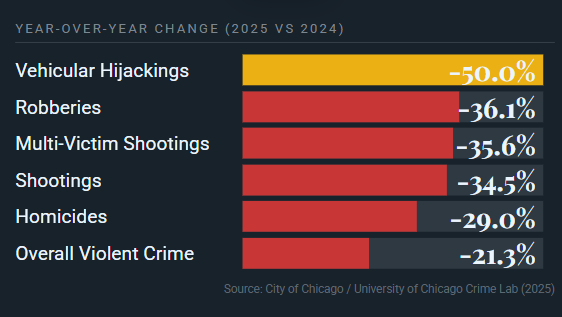 YEAR-OVER-YEAR CHANGE (2025 VS 2024)
Vehicular Hijackings -50.0%
Robberies -36.1%
Multi-Victim Shootings -35.6%
Shootings -34.5%
Homicides -29.0%
Overall Violent Crime -21.3%
Source: City of Chicago / University of Chicago Crime Lab (2025)